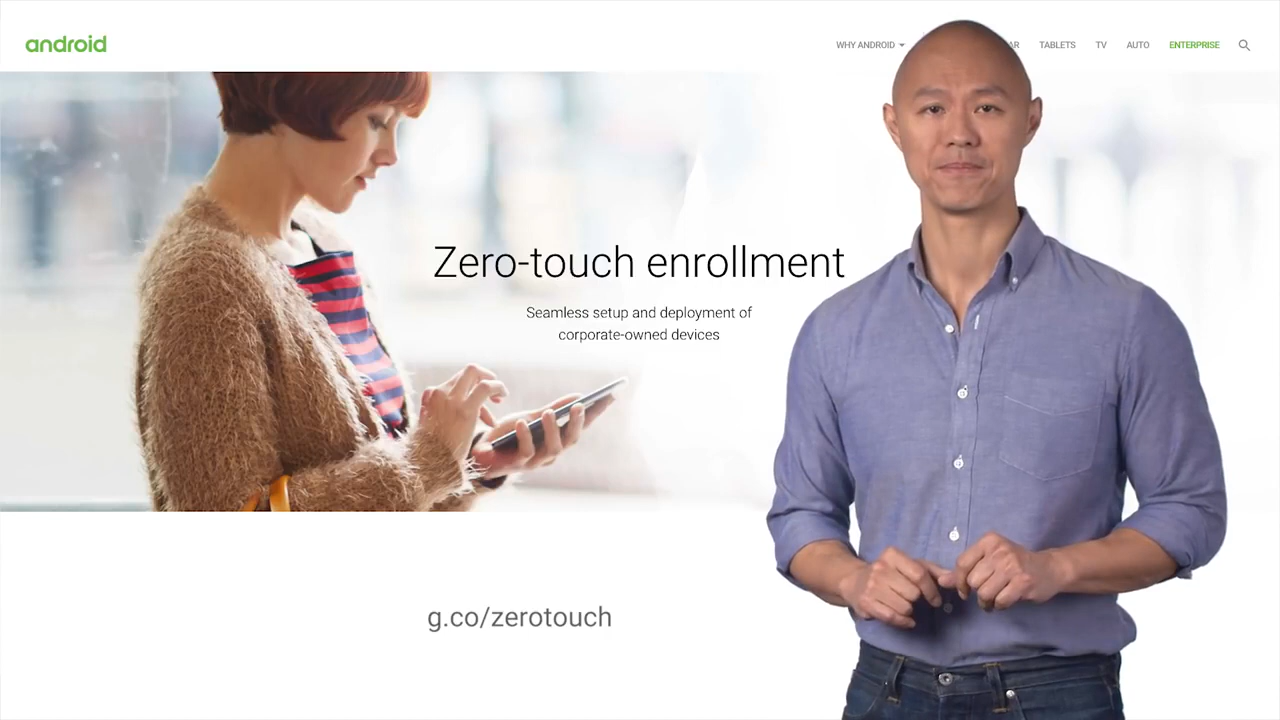 android
WHY ANDROID
TABLETS
TV
AUTO
ENTERPRISE
Zero-touch enrollment
Seamless setup and deployment of
corporate-owned devices
g.co/zerotouch